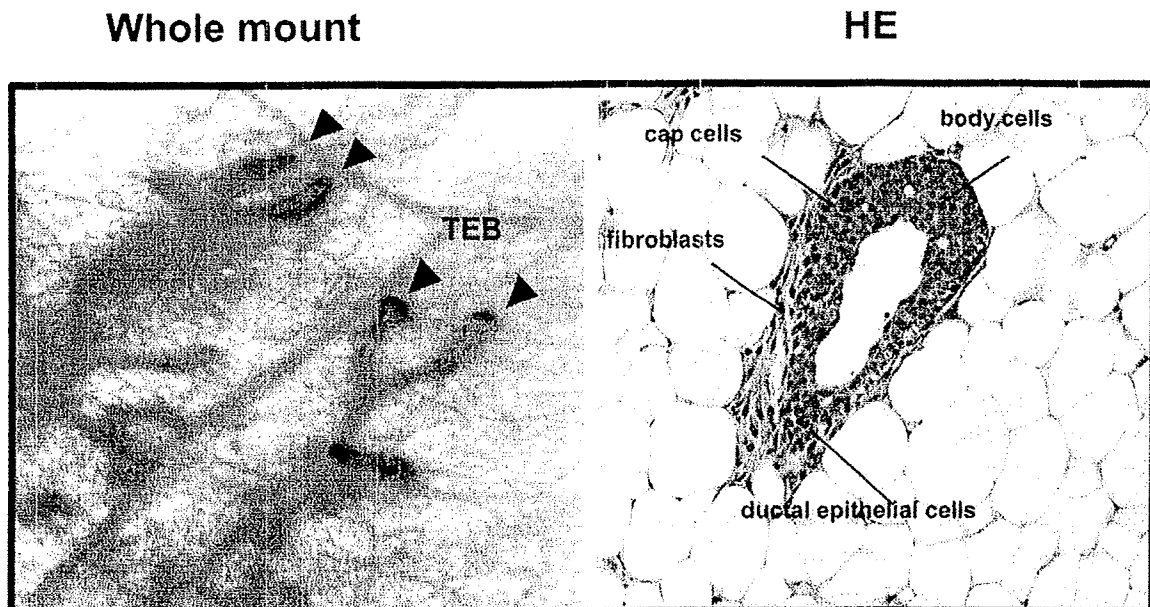 Whole mount
HE
TEB
cap cells
body cells
fibroblasts
ductal epithelial cells